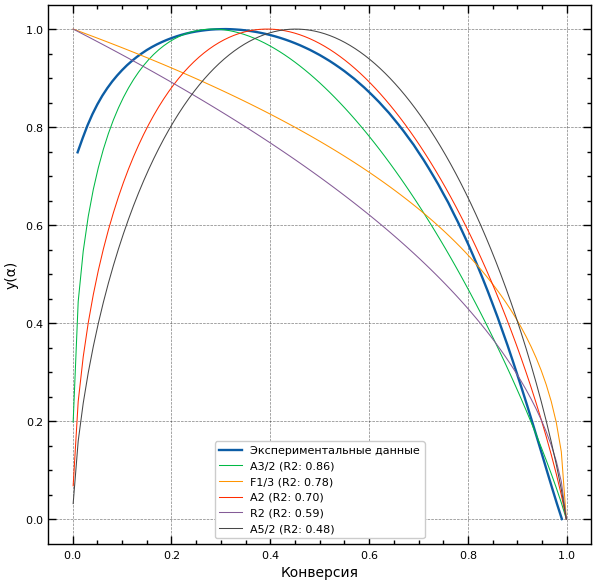 y(α)
1.0
0.8
0.6
0.4
0.2
0.0
Экспериментальные данные
A3/2 (R2: 0.86)
F1/3 (R2: 0.78)
A2 (R2: 0.70)
R2 (R2: 0.59)
A5/2 (R2: 0.48)
0.0 0.2 0.4 0.6 0.8 1.0
Конверсия